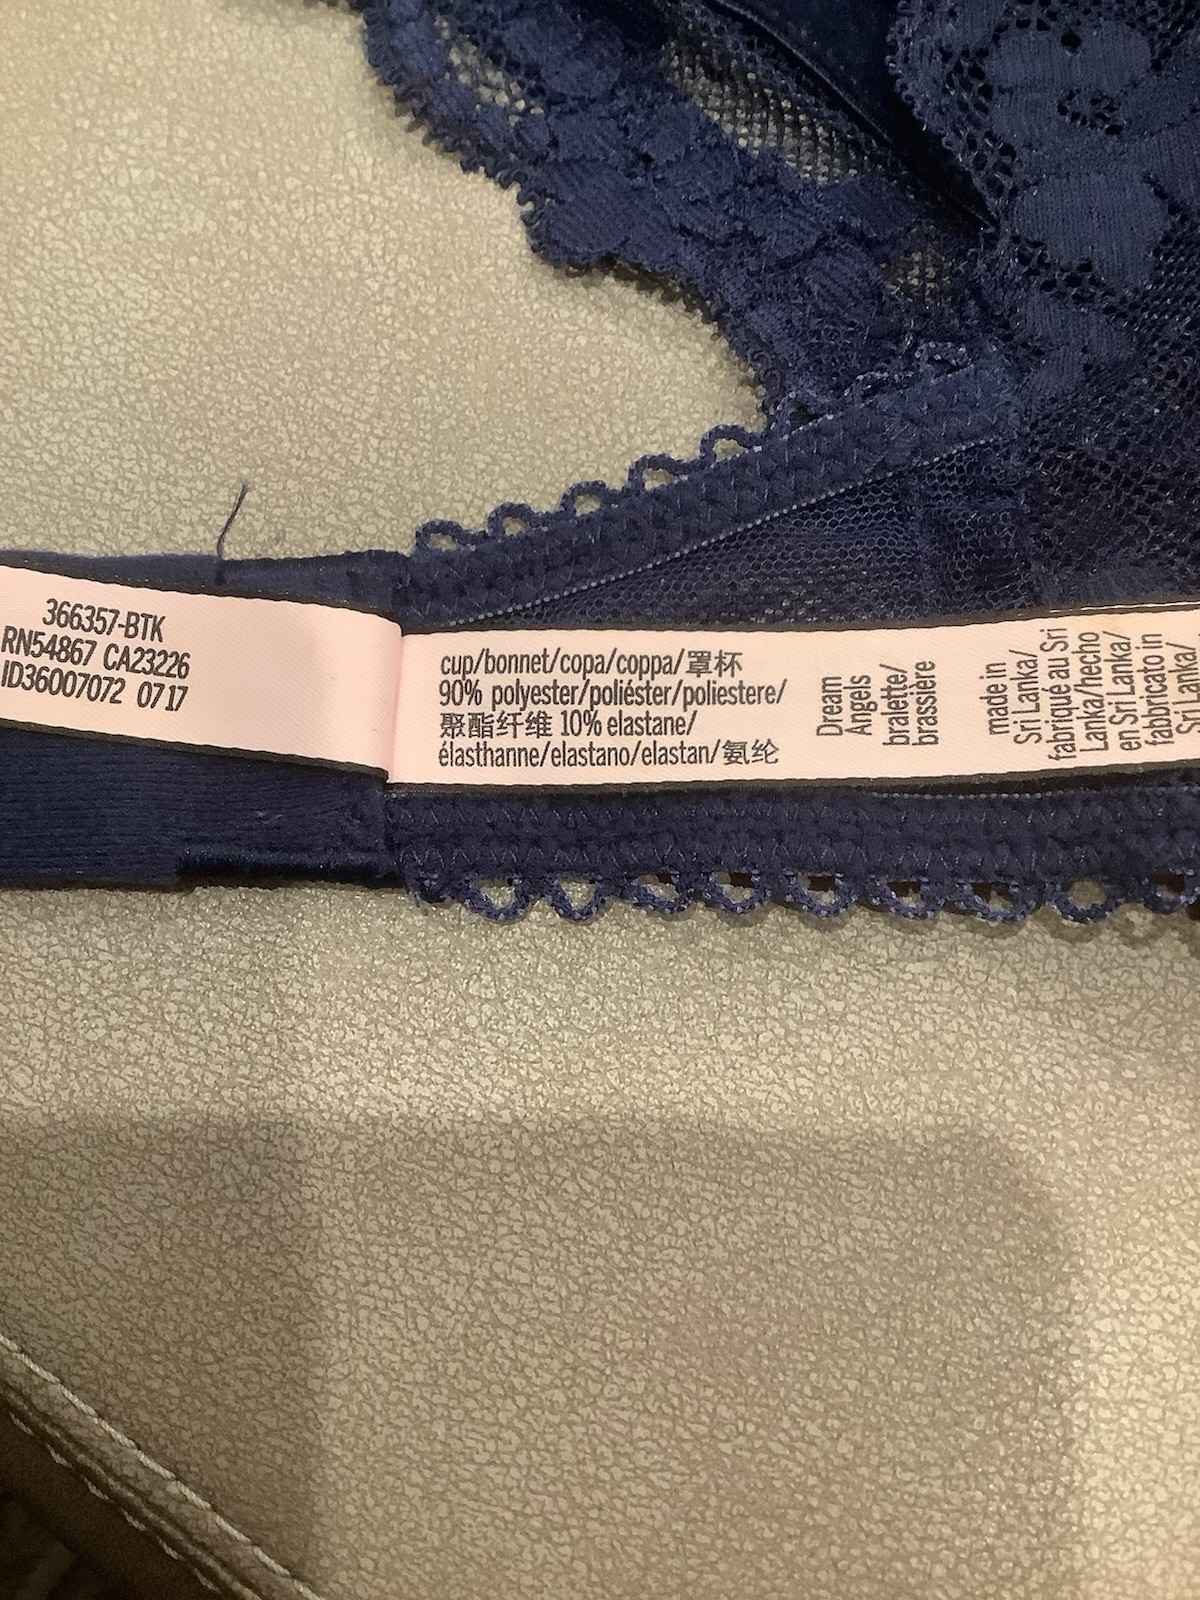 366357-BTK
RN54867 CA23226
ID36007072 0717
cup/bonnet/copa/coppa/罩杯
90% polyester/poliéster/poliestere/
聚酯纤维 10% elastane/
élasthanne/elastano/elastan/氨纶
Dream
Angels
bralette/
brassière
made in
Sri Lanka/
fabriqué au Sri
Lanka/hecho
en Sri Lanka/
fabbricato in
Sri Lanka/